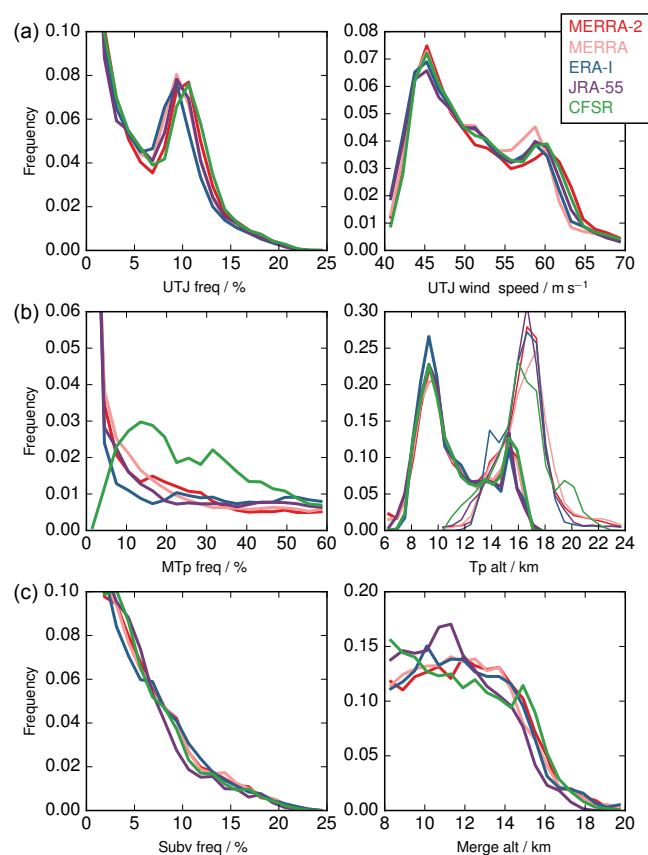 (a)
MERRA-2
MERRA
ERA-I
JRA-55
CFSR
Frequency
0.10
0.08
0.06
0.04
0.02
0.00
0 5 10 15 20 25
UTJ freq / %
0.08
0.07
0.06
0.05
0.04
0.03
0.02
0.01
0.00
40 45 50 55 60 65 70
UTJ wind speed / m s⁻¹
(b)
Frequency
0.06
0.05
0.04
0.03
0.02
0.01
0.00
10 20 30 40 50 60
MTp freq / %
0.30
0.25
0.20
0.15
0.10
0.05
0.00
6 8 10 12 14 16 18 20 22 24
Tp alt / km
(c)
Frequency
0.10
0.08
0.06
0.04
0.02
0.00
0 5 10 15 20 25
Subv freq / %
0.20
0.15
0.10
0.05
0.00
8 10 12 14 16 18 20
Merge alt / km